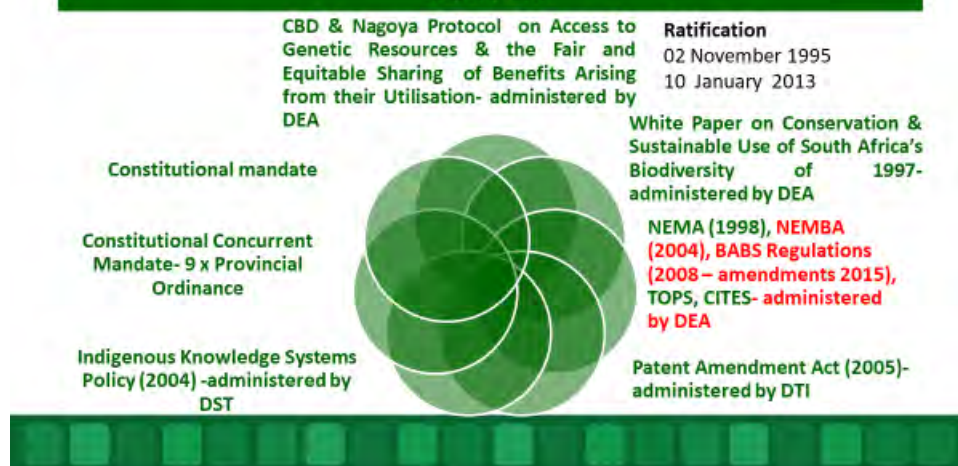 CBD & Nagoya Protocol on Access to
Genetic Resources & the Fair and
Equitable Sharing of Benefits Arising
from their Utilisation- administered by
DEA
Ratification
02 November 1995
10 January 2013
White Paper on Conservation &
Sustainable Use of South Africa's
Biodiversity of 1997-
administered by DEA
Constitutional mandate
NEMA (1998), NEMBA
(2004), BABS Regulations
(2008 – amendments 2015),
TOPS, CITES- administered
by DEA
Constitutional Concurrent
Mandate- 9 x Provincial
Ordinance
Indigenous Knowledge Systems
Policy (2004) -administered by
DST
Patent Amendment Act (2005)-
administered by DTI